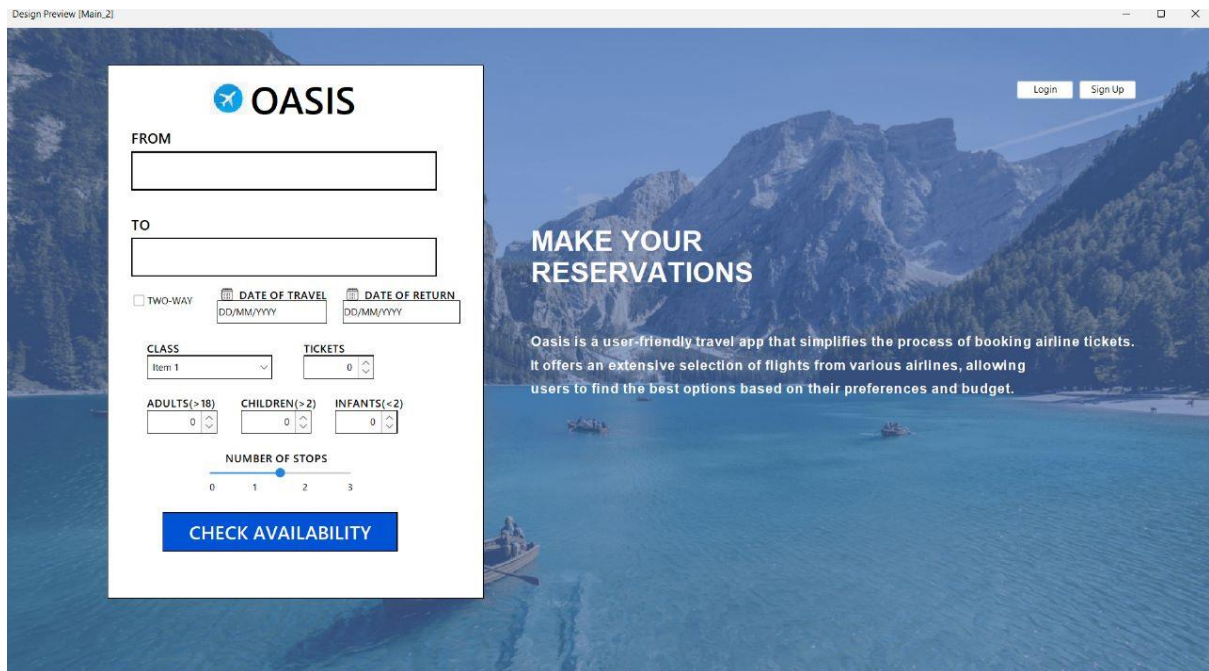 Design Preview [Main_2]
OASIS
FROM
TO
TWO-WAY
DATE OF TRAVEL
DD/MM/YYYY
DATE OF RETURN
DD/MM/YYYY
CLASS
Item 1
TICKETS
0
ADULTS(>18)
0
CHILDREN(>2)
0
INFANTS(<2)
0
NUMBER OF STOPS
0 1 2 3
CHECK AVAILABILITY
Login
Sign Up
MAKE YOUR
RESERVATIONS
Oasis is a user-friendly travel app that simplifies the process of booking airline tickets.
It offers an extensive selection of flights from various airlines, allowing
users to find the best options based on their preferences and budget.